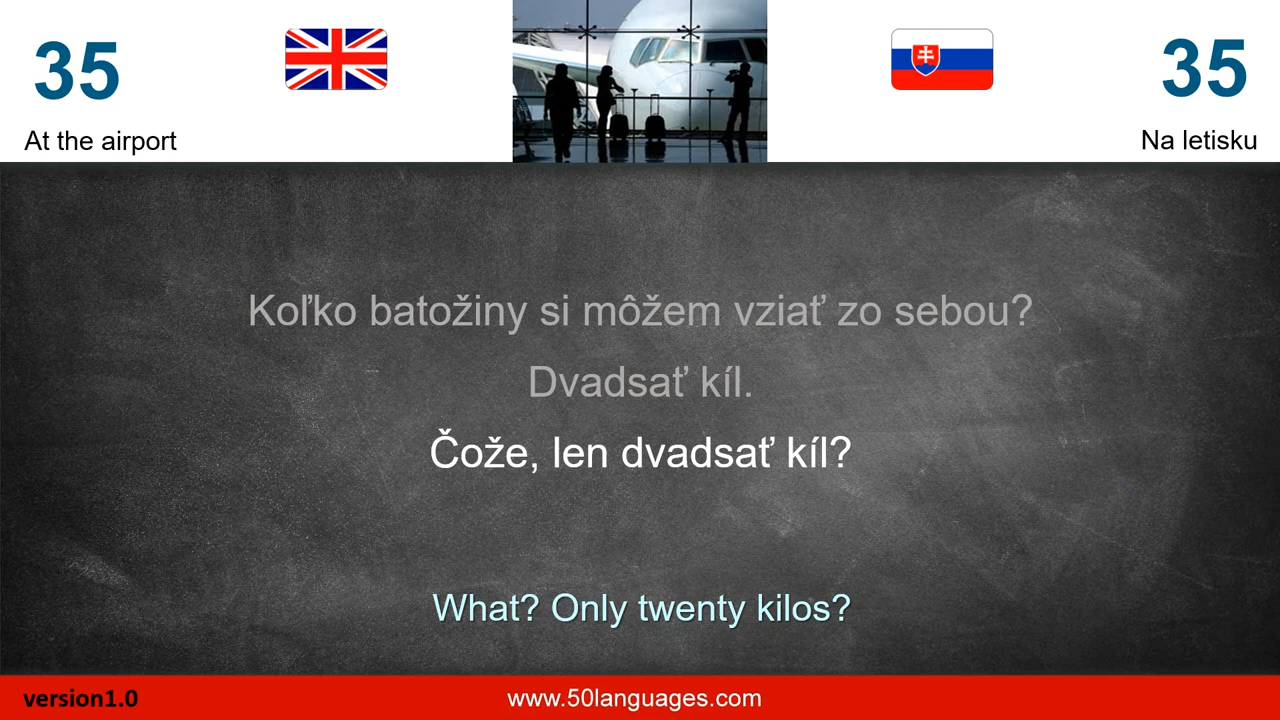 35
35
At the airport
Na letisku
Koľko batožiny si môžem vziať zo sebou?
Dvadsať kíl.
Čože, len dvadsať kíl?
What? Only twenty kilos?
version1.0
www.50languages.com